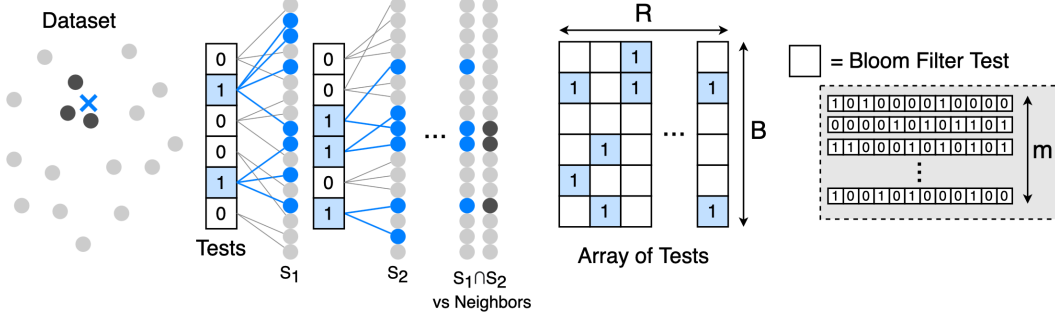 Dataset
0
1
0
0
1
0
Tests
S1
0
0
1
1
0
1
...
S2
S1∩S2
vs Neighbors
R
1
1 1 1
...
1
1
1 1
B
Array of Tests
= Bloom Filter Test
1 0 1 0 0 0 0 1 0 0 0 0
0 0 0 0 1 0 1 0 1 1 0 1
1 1 0 0 0 1 0 1 0 1 0 1
⋮
1 0 0 1 0 1 0 0 0 1 0 0
m